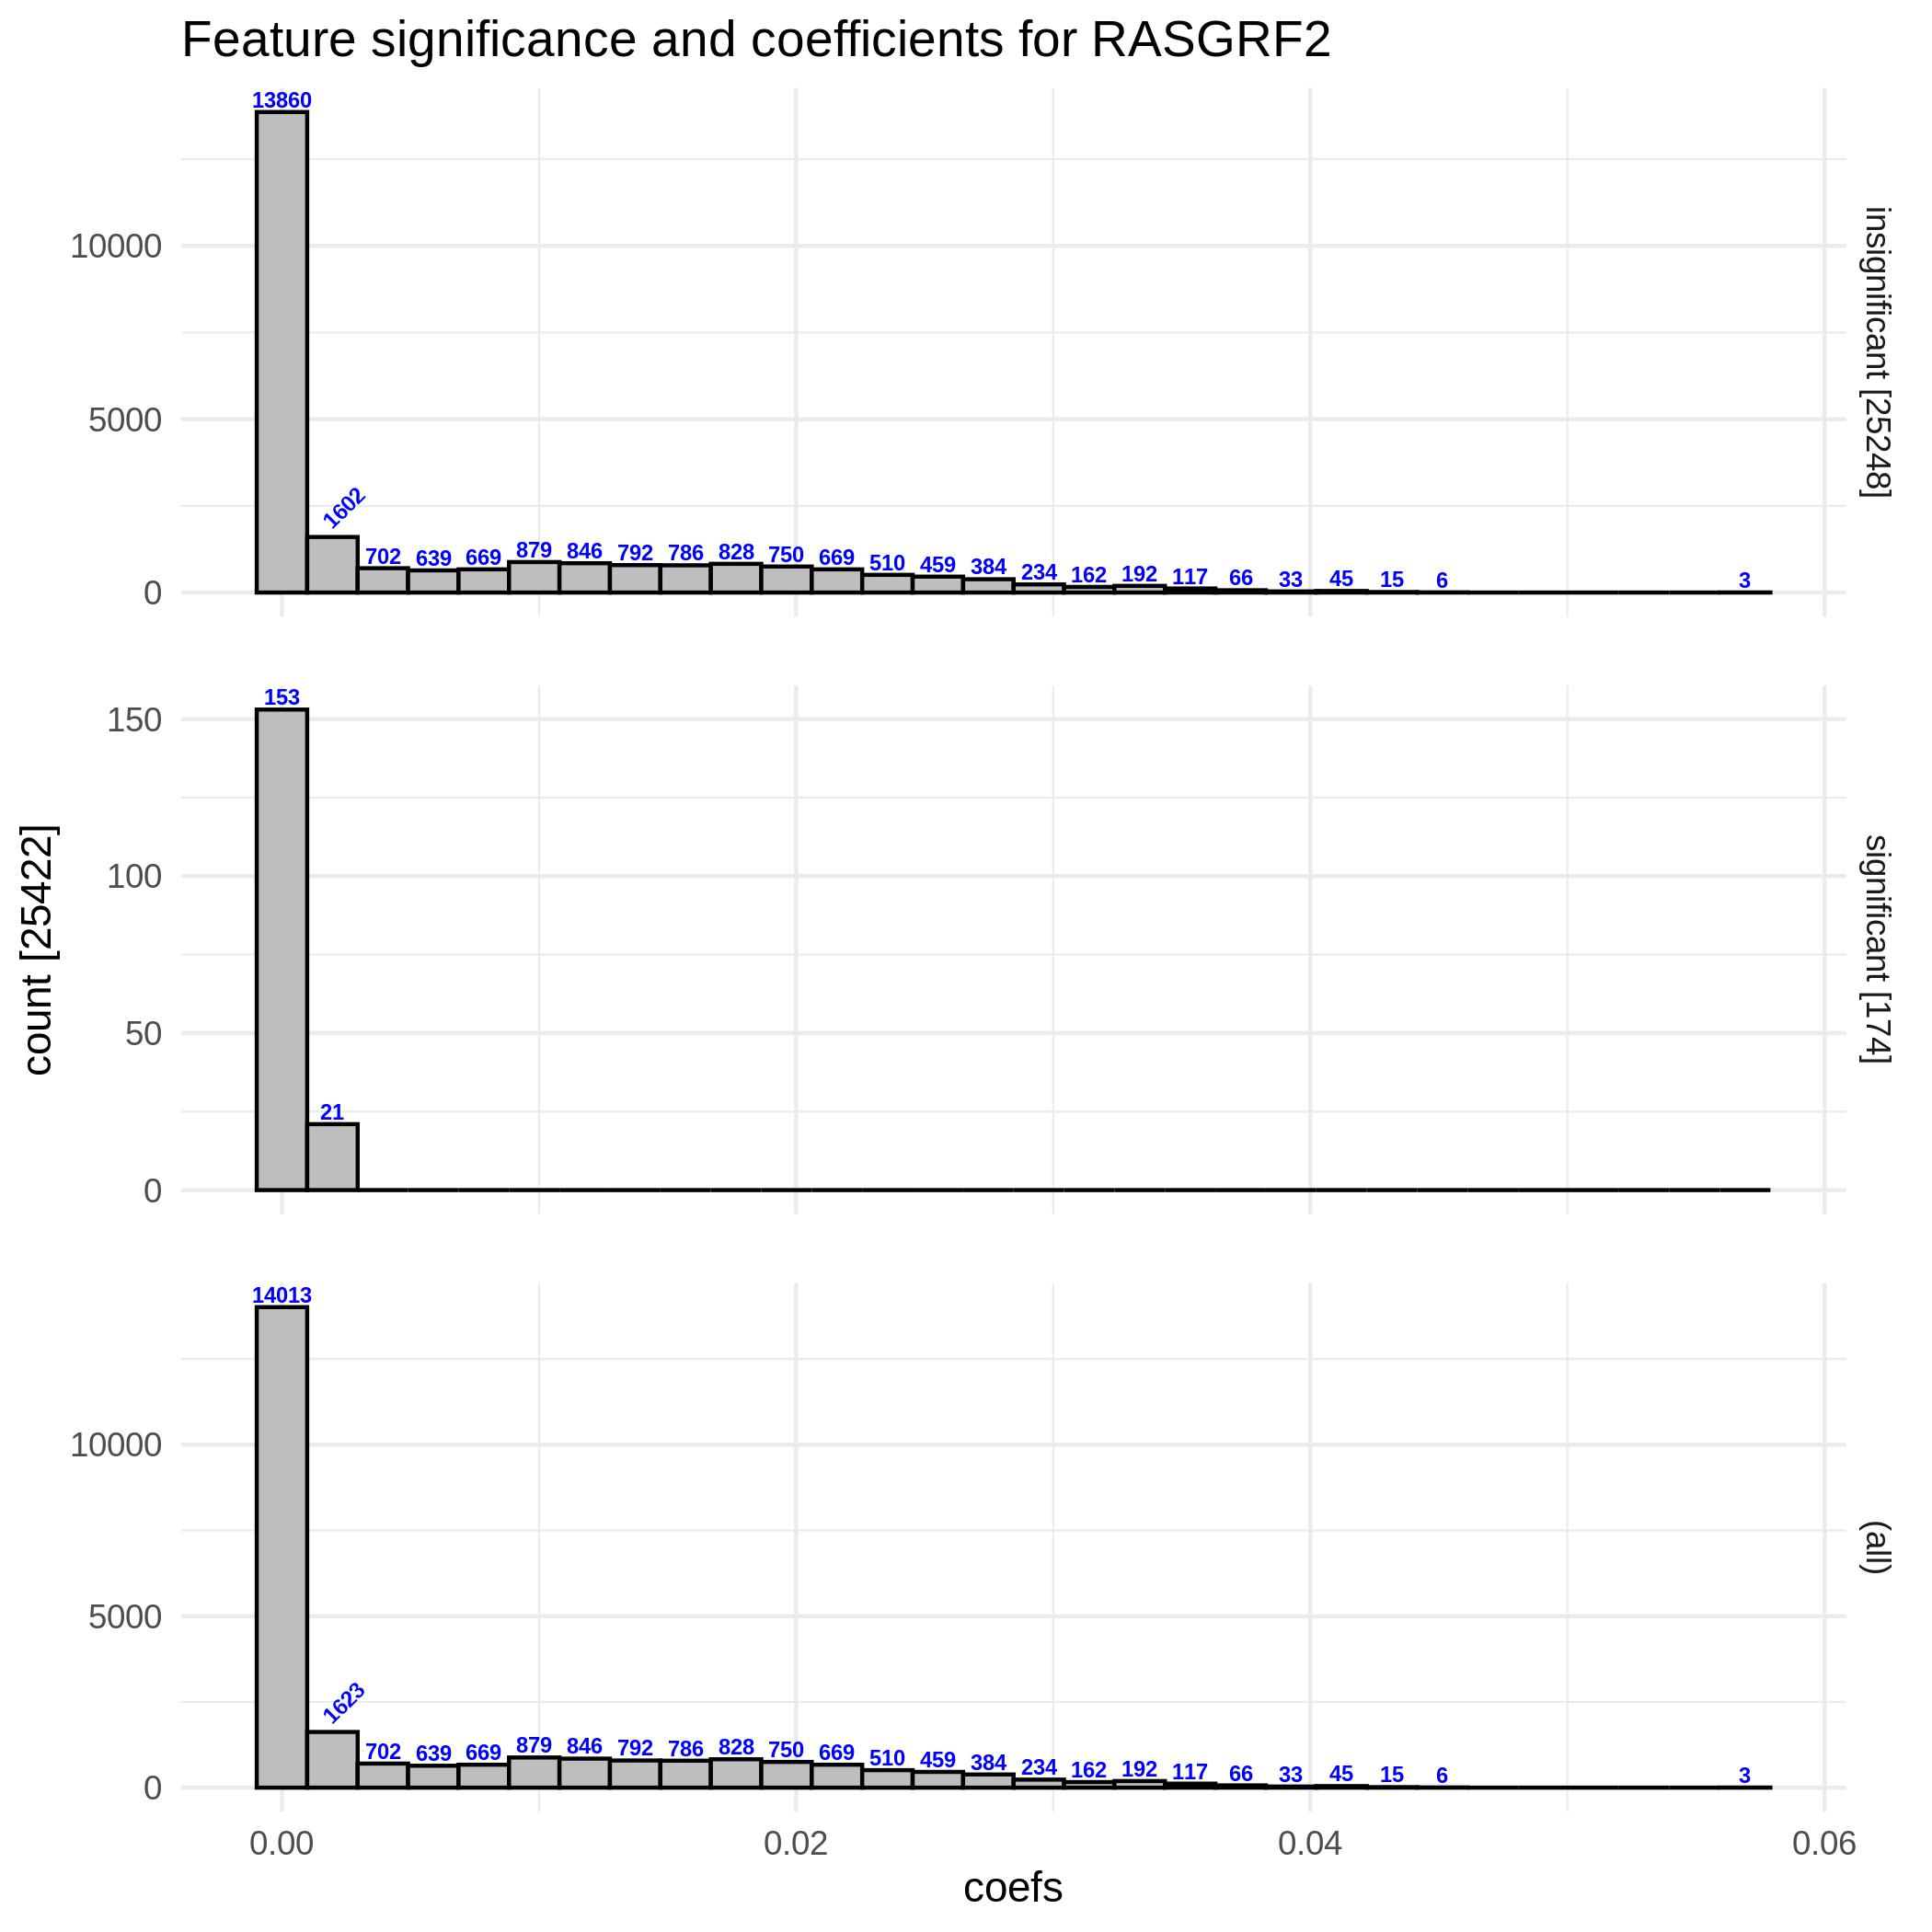 Feature significance and coefficients for RASGRF2
count [25422]
13860
1602
702 639 669 879 846 792 786 828 750 669 510 459 384 234 162 192 117 66 33 45 15 6 3
10000
5000
0
insignificant [25248]
153
21
150
100
50
0
significant [174]
14013
1623
702 639 669 879 846 792 786 828 750 669 510 459 384 234 162 192 117 66 33 45 15 6 3
10000
5000
0
(all)
0.00 0.02 0.04 0.06
coefs